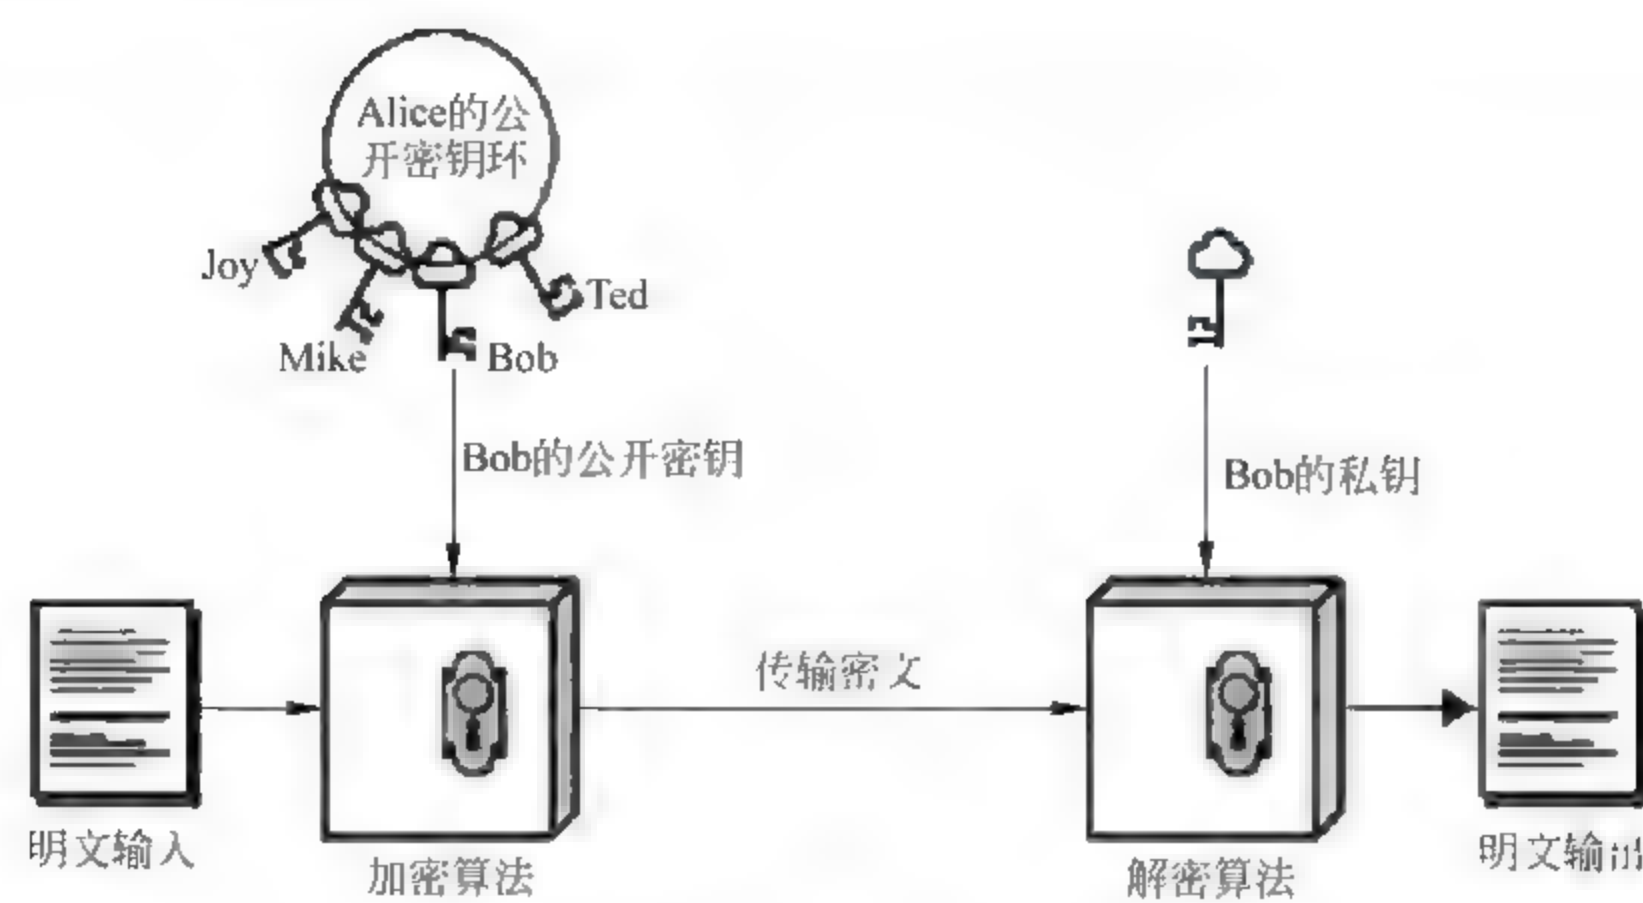 Alice的公
开密钥环
Joy
Mike
Bob
Ted
Bob的公开密钥
Bob的私钥
传输密文
明文输入
加密算法
解密算法
明文输出